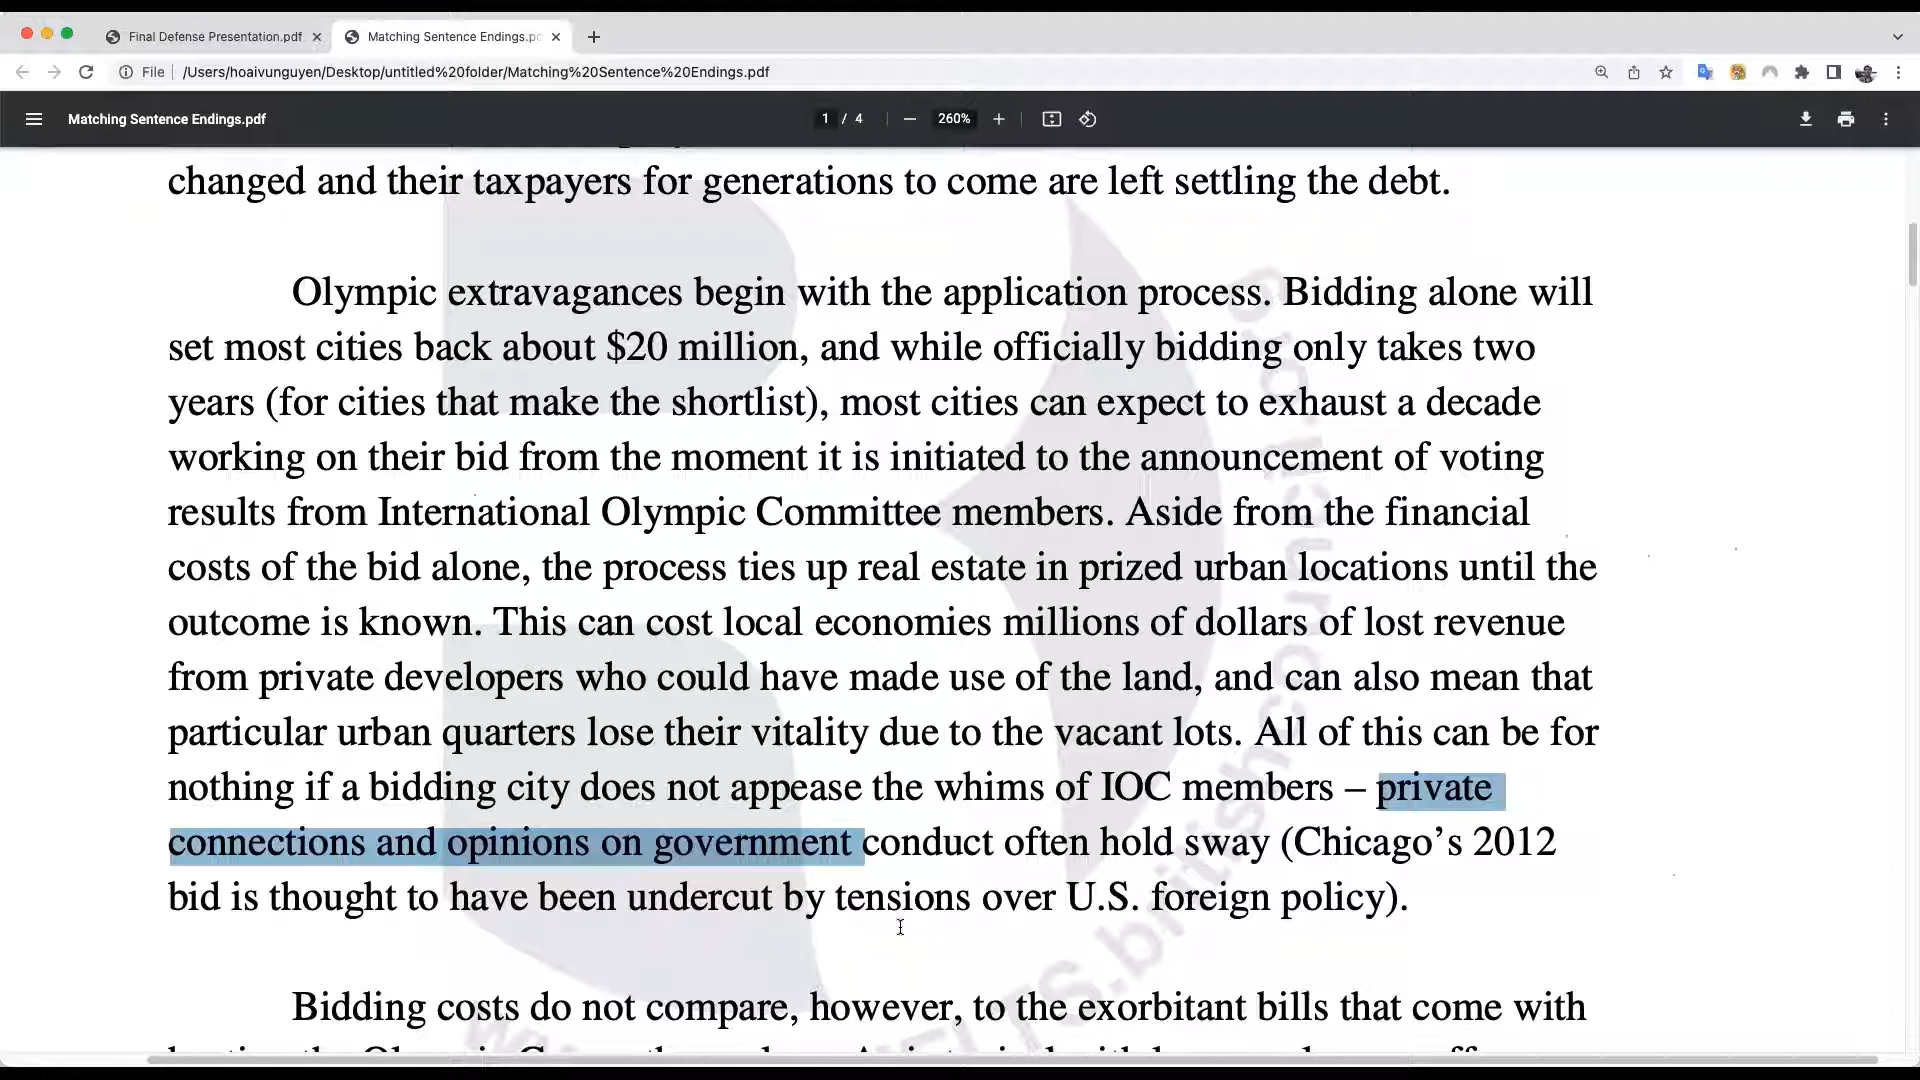 Final Defense Presentation.pdf
Matching Sentence Endings.pd
File /Users/hoaivunguyen/Desktop/untitled%20folder/Matching%20Sentence%20Endings.pdf
Matching Sentence Endings.pdf 1 / 4 260%
changed and their taxpayers for generations to come are left settling the debt.
Olympic extravagances begin with the application process. Bidding alone will
set most cities back about $20 million, and while officially bidding only takes two
years (for cities that make the shortlist), most cities can expect to exhaust a decade
working on their bid from the moment it is initiated to the announcement of voting
results from International Olympic Committee members. Aside from the financial
costs of the bid alone, the process ties up real estate in prized urban locations until the
outcome is known. This can cost local economies millions of dollars of lost revenue
from private developers who could have made use of the land, and can also mean that
particular urban quarters lose their vitality due to the vacant lots. All of this can be for
nothing if a bidding city does not appease the whims of IOC members – private
connections and opinions on government conduct often hold sway (Chicago’s 2012
bid is thought to have been undercut by tensions over U.S. foreign policy).
Bidding costs do not compare, however, to the exorbitant bills that come with